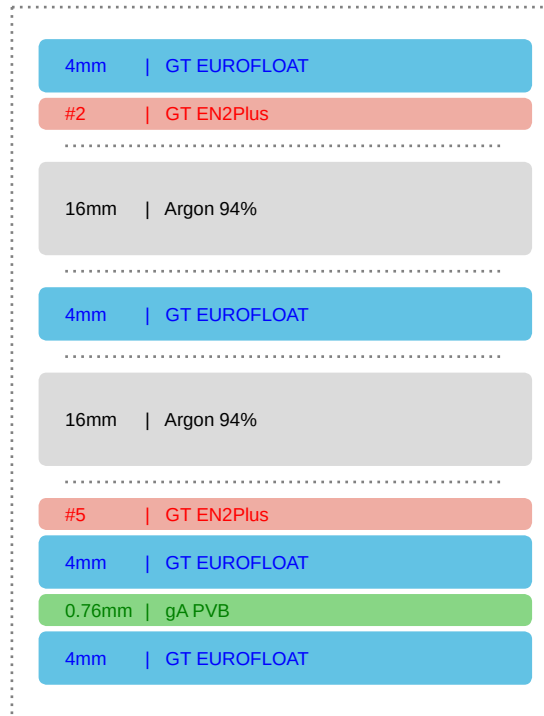 4mm | GT EUROFLOAT
#2 | GT EN2Plus
16mm | Argon 94%
4mm | GT EUROFLOAT
16mm | Argon 94%
#5 | GT EN2Plus
4mm | GT EUROFLOAT
0.76mm | gA PVB
4mm | GT EUROFLOAT